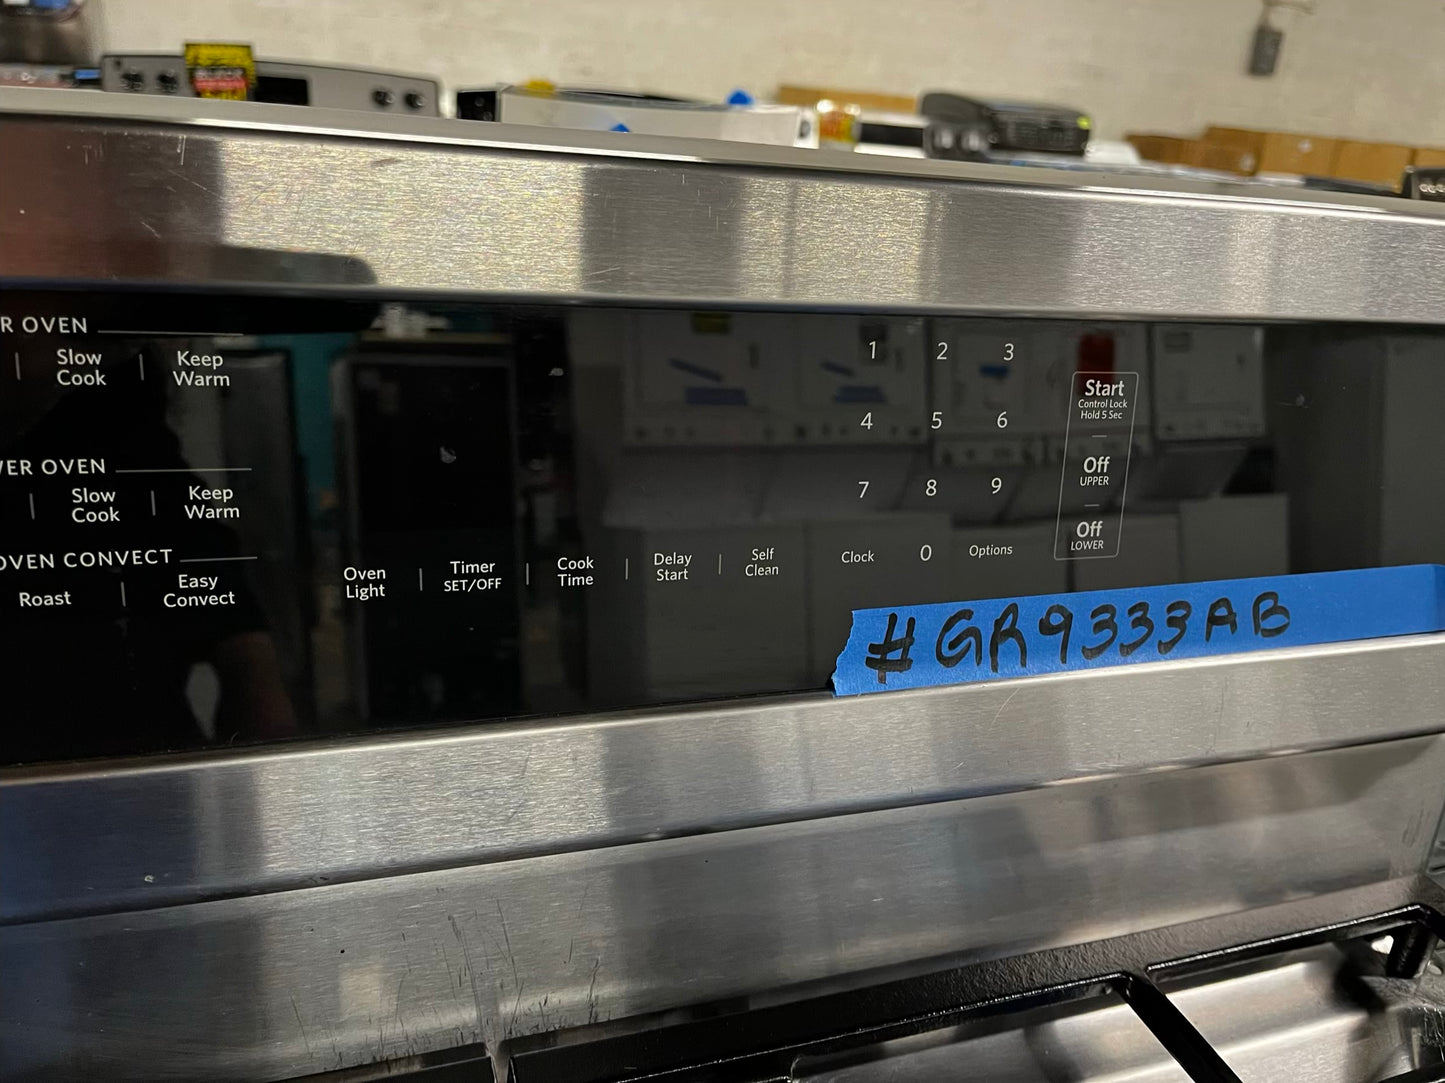 R OVEN
Slow Cook
Keep Warm
ER OVEN
Slow Cook
Keep Warm
OVEN CONVECT
Roast
Easy Convect
Oven Light
Timer SET/OFF
Cook Time
Delay Start
Self Clean
1 2 3
4 5 6
7 8 9
Clock 0 Options
Start
Control Lock
Hold 5 Sec
Off
UPPER
Off
LOWER
#GR9333AB